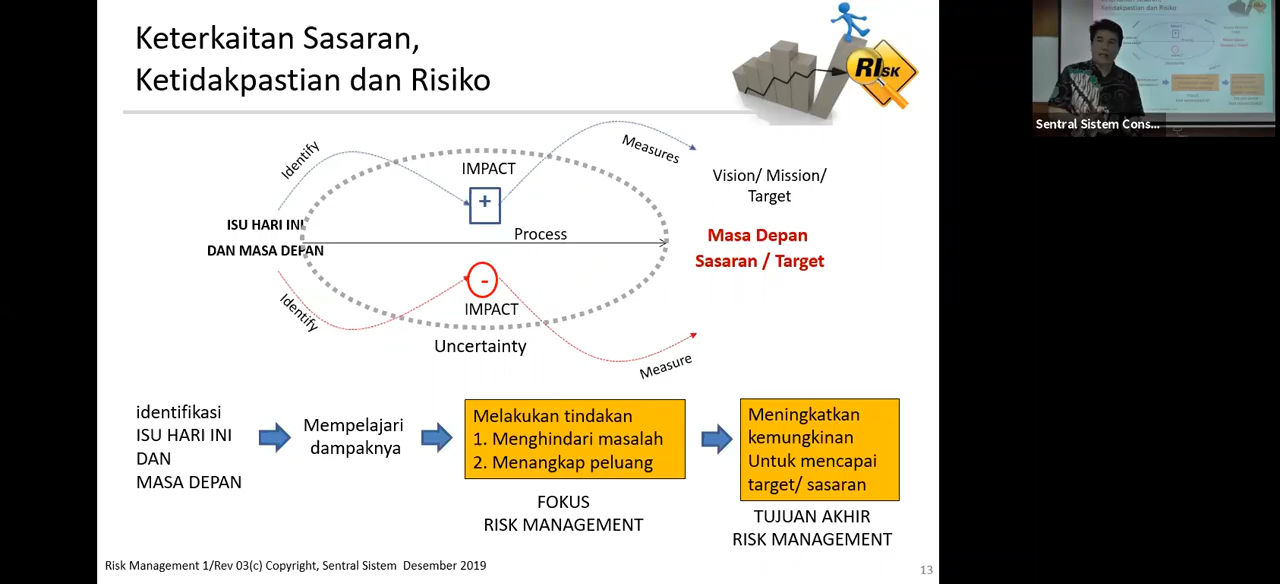 Keterkaitan Sasaran,
Ketidakpastian dan Risiko
RISK
Identify
IMPACT
+
Measures
Vision/ Mission/
Target
ISU HARI INI
DAN MASA DEPAN
Process
Masa Depan
Sasaran / Target
-
IMPACT
Identify
Uncertainty
Measure
identifikasi
ISU HARI INI
DAN
MASA DEPAN
Mempelajari
dampaknya
Melakukan tindakan
1. Menghindari masalah
2. Menangkap peluang
FOKUS
RISK MANAGEMENT
Meningkatkan
kemungkinan
Untuk mencapai
target/ sasaran
TUJUAN AKHIR
RISK MANAGEMENT
Risk Management 1/Rev 03(c) Copyright, Sentral Sistem Desember 2019
13
Ketidakpastian dan Risiko
Sentral Sistem Cons...